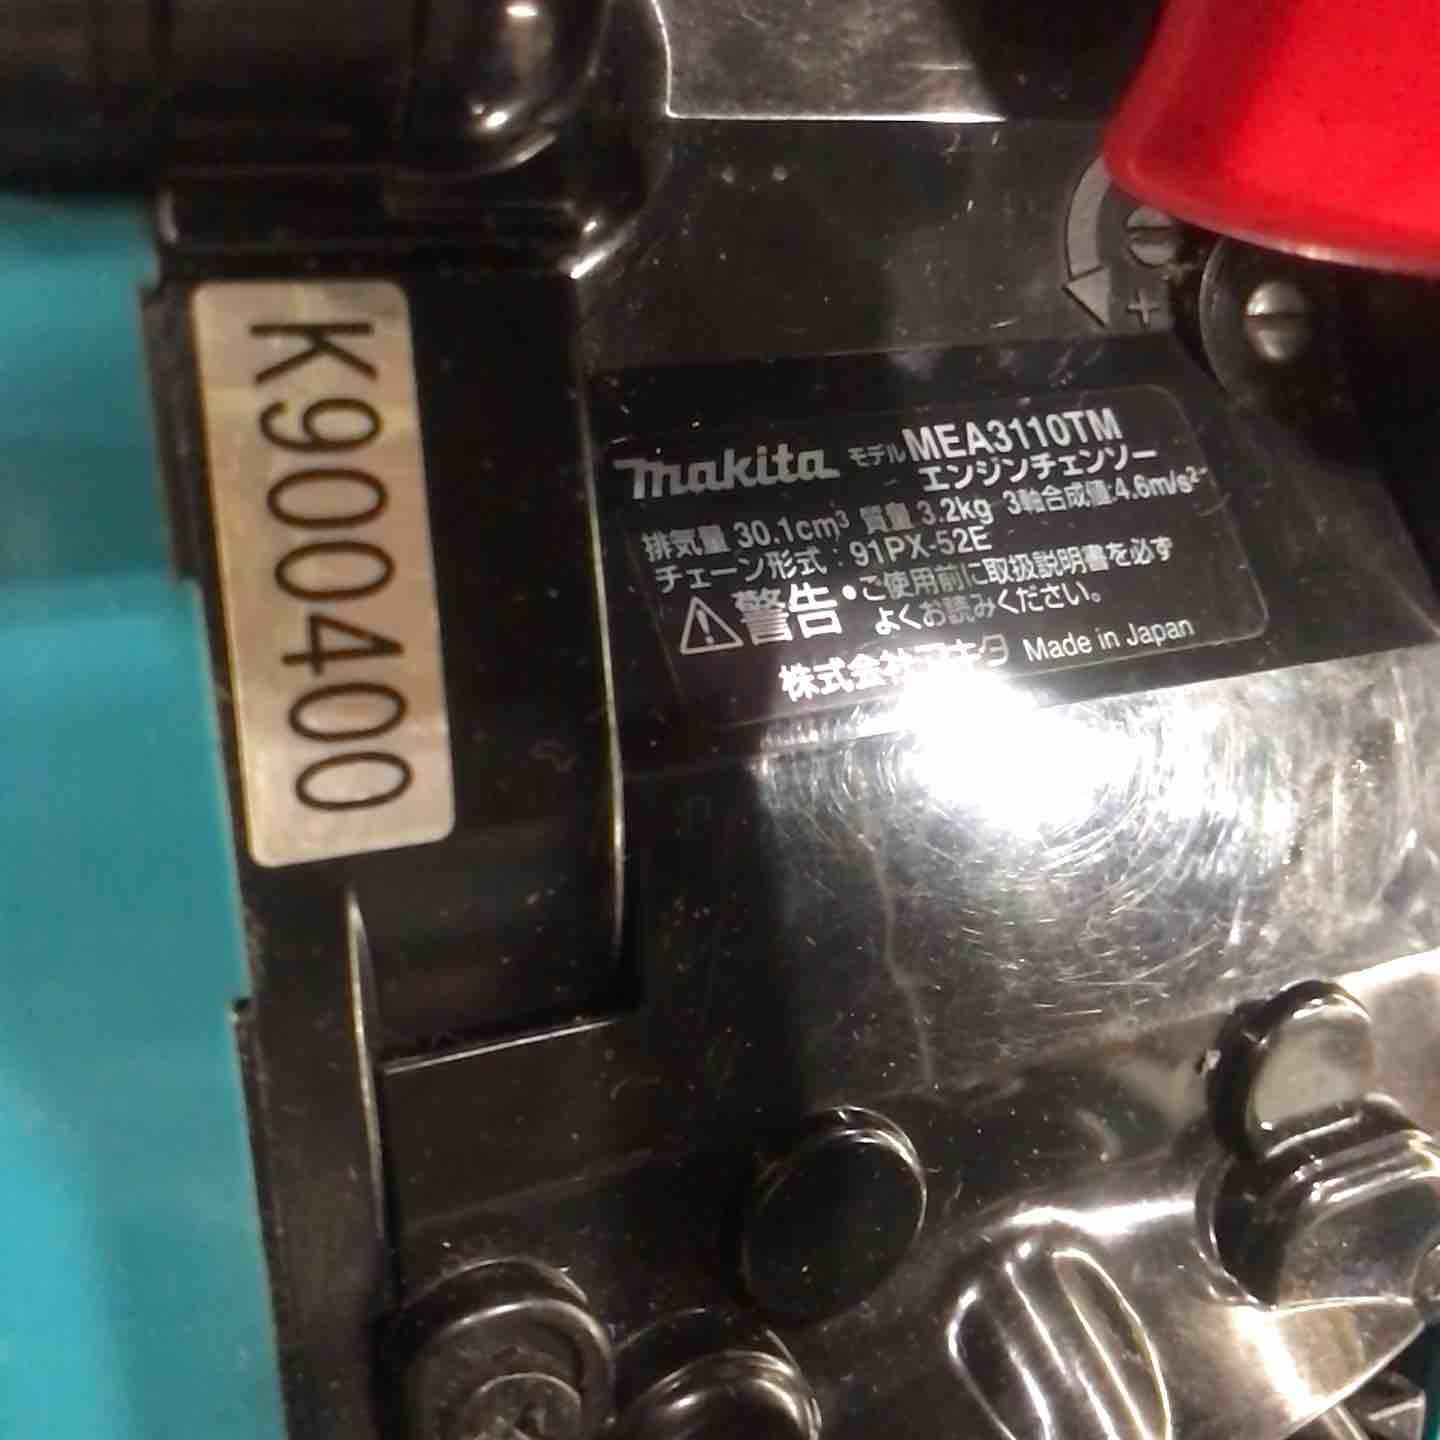 K900400
makita モデル MEA3110TM
エンジンチェンソー
排気量 30.1cm³ 質量 3.2kg 3軸合成値:4.6m/s²
チェーン形式 : 91PX-52E
警告 • ご使用前に取扱説明書を必ず
よくお読みください。
株式会社マキタ Made in Japan
+